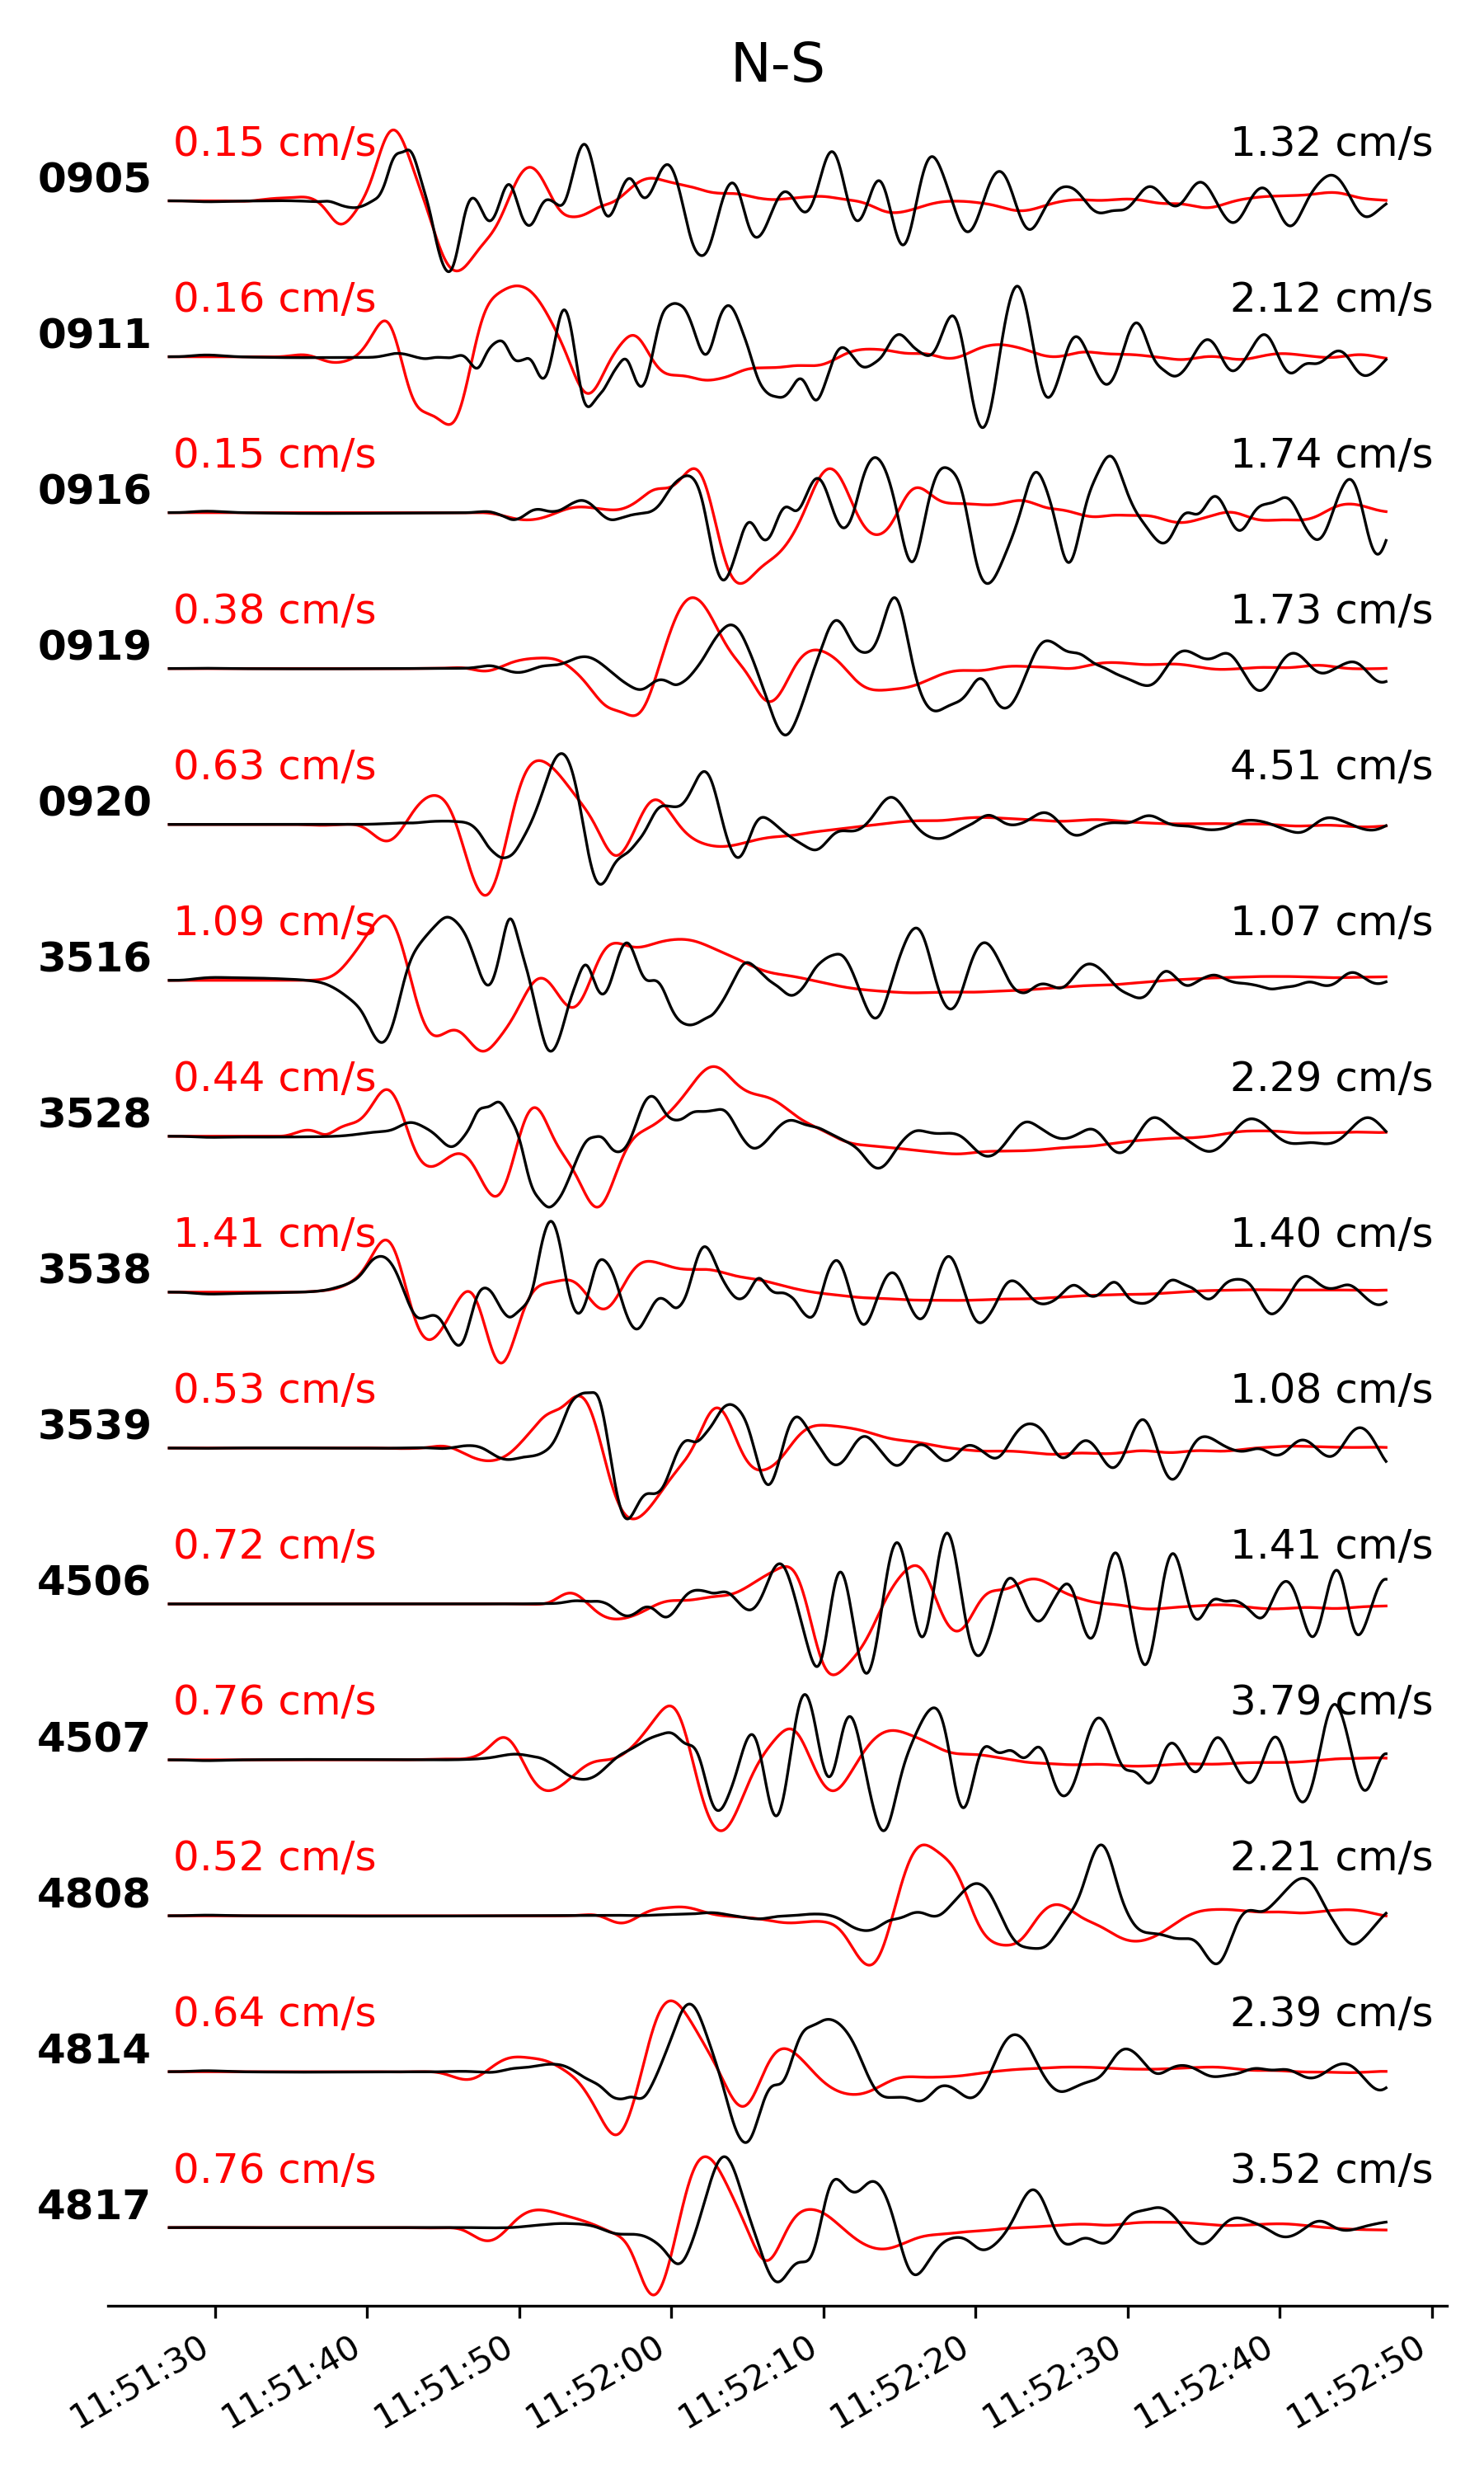 N-S
0.15 cm/s 1.32 cm/s
0905
0.16 cm/s 2.12 cm/s
0911
0.15 cm/s 1.74 cm/s
0916
0.38 cm/s 1.73 cm/s
0919
0.63 cm/s 4.51 cm/s
0920
1.09 cm/s 1.07 cm/s
3516
0.44 cm/s 2.29 cm/s
3528
1.41 cm/s 1.40 cm/s
3538
0.53 cm/s 1.08 cm/s
3539
0.72 cm/s 1.41 cm/s
4506
0.76 cm/s 3.79 cm/s
4507
0.52 cm/s 2.21 cm/s
4808
0.64 cm/s 2.39 cm/s
4814
0.76 cm/s 3.52 cm/s
4817
11:51:30 11:51:40 11:51:50 11:52:00 11:52:10 11:52:20 11:52:30 11:52:40 11:52:50